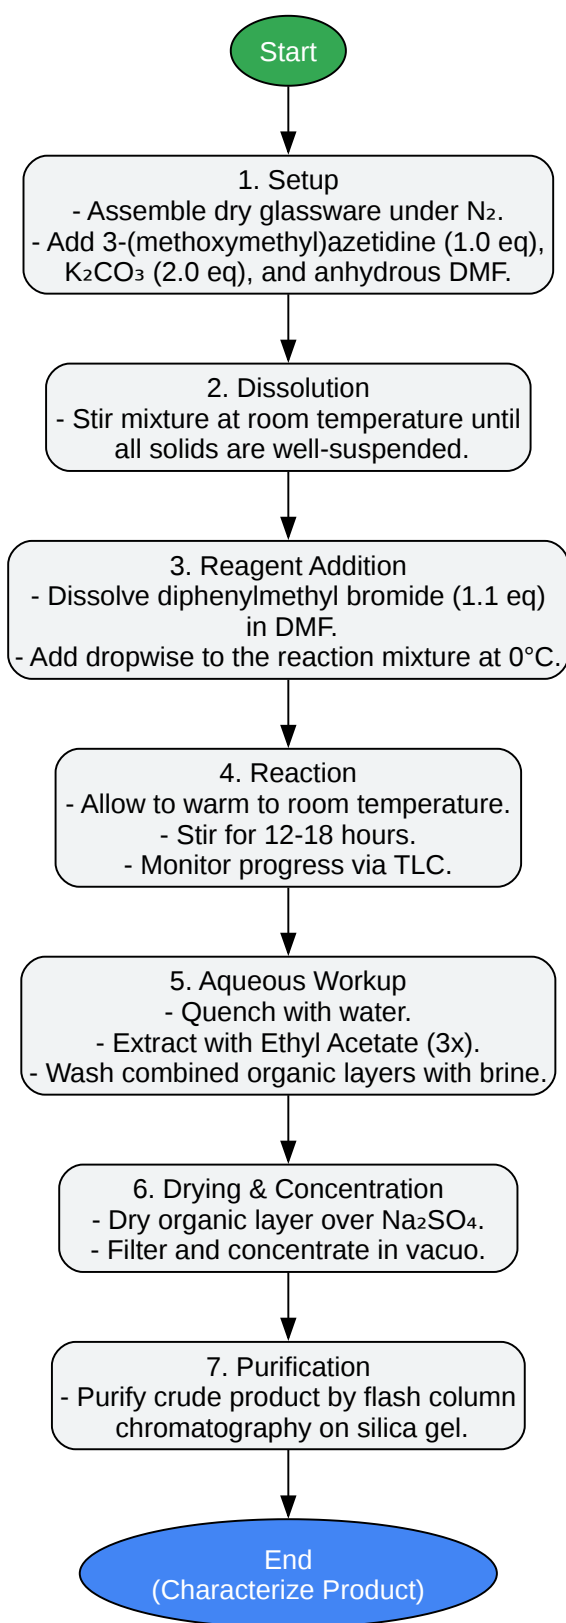 Start
1. Setup
- Assemble dry glassware under N₂.
- Add 3-(methoxymethyl)azetidine (1.0 eq),
K₂CO₃ (2.0 eq), and anhydrous DMF.
2. Dissolution
- Stir mixture at room temperature until
all solids are well-suspended.
3. Reagent Addition
- Dissolve diphenylmethyl bromide (1.1 eq)
in DMF.
- Add dropwise to the reaction mixture at 0°C.
4. Reaction
- Allow to warm to room temperature.
- Stir for 12-18 hours.
- Monitor progress via TLC.
5. Aqueous Workup
- Quench with water.
- Extract with Ethyl Acetate (3x).
- Wash combined organic layers with brine.
6. Drying & Concentration
- Dry organic layer over Na₂SO₄.
- Filter and concentrate in vacuo.
7. Purification
- Purify crude product by flash column
chromatography on silica gel.
End
(Characterize Product)